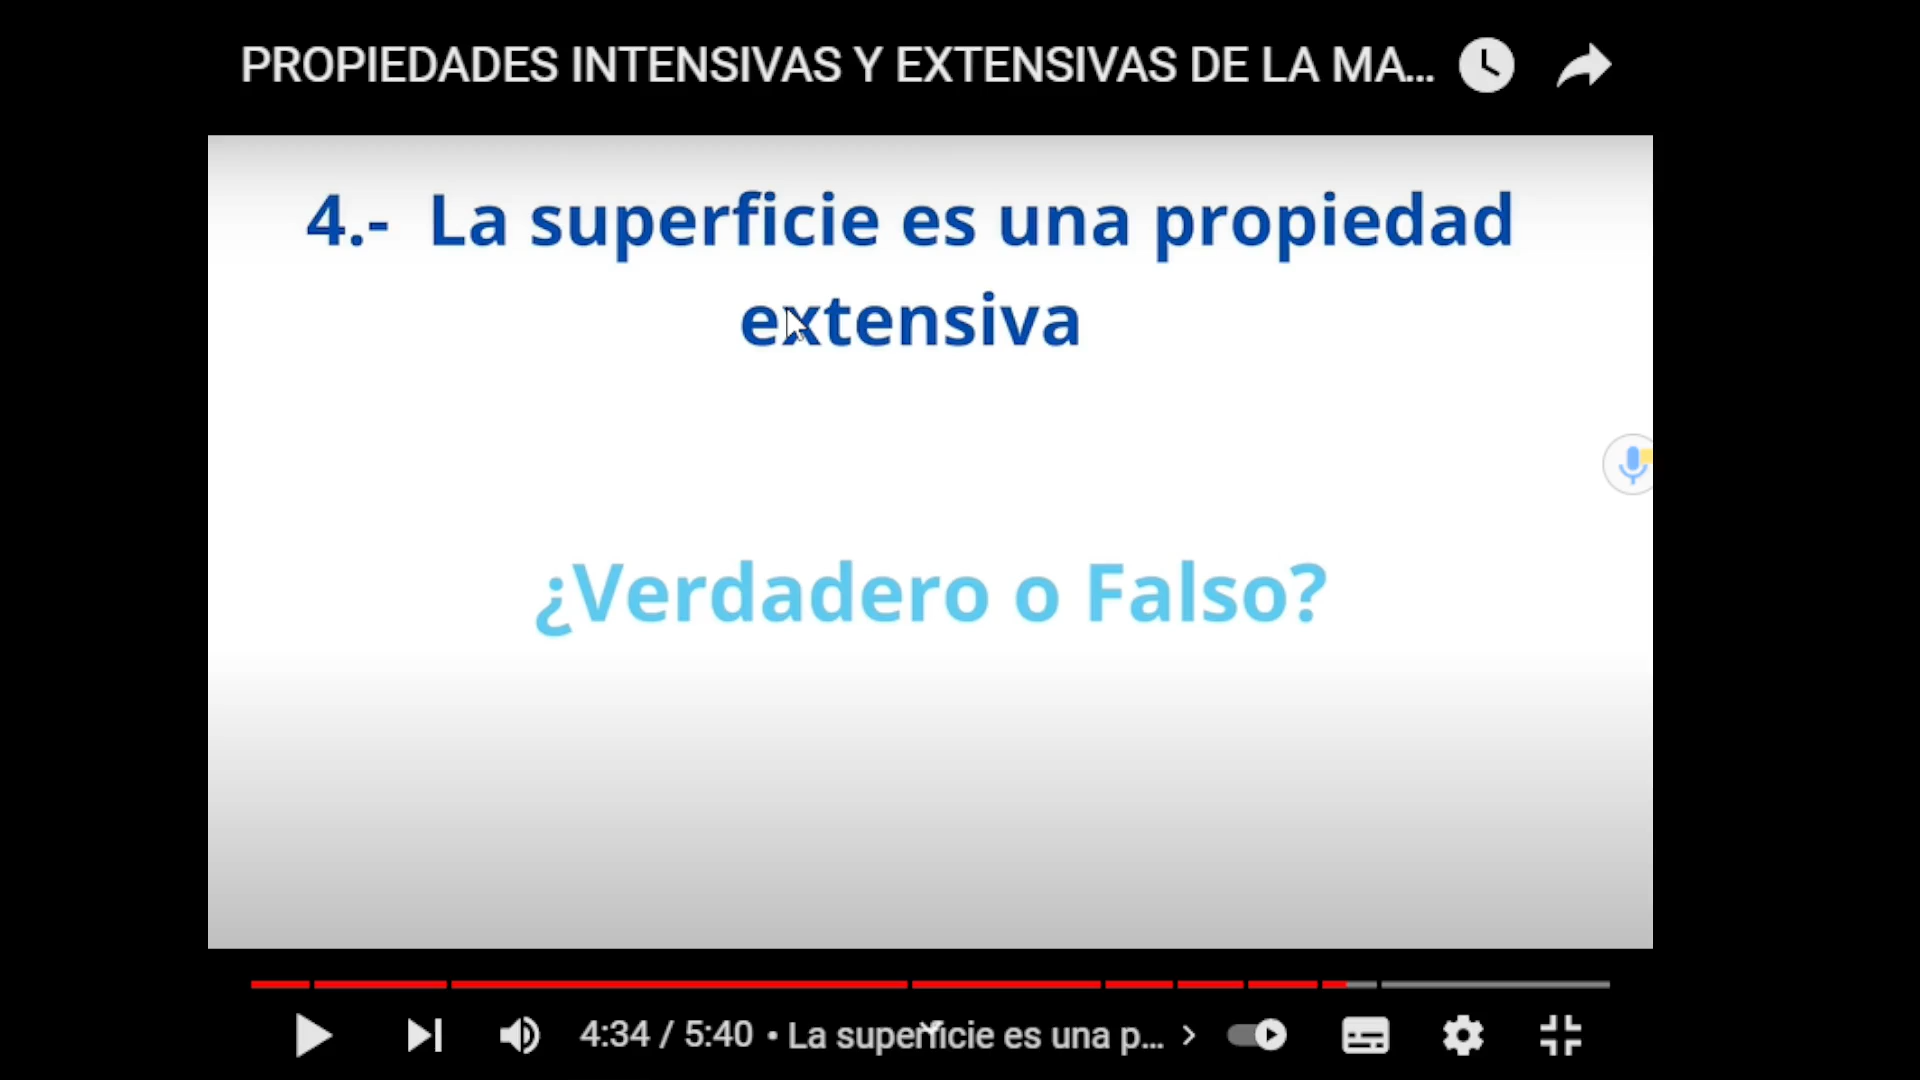 PROPIEDADES INTENSIVAS Y EXTENSIVAS DE LA MA...
4.- La superficie es una propiedad
extensiva
¿Verdadero o Falso?
4:34 / 5:40 • La superficie es una p...